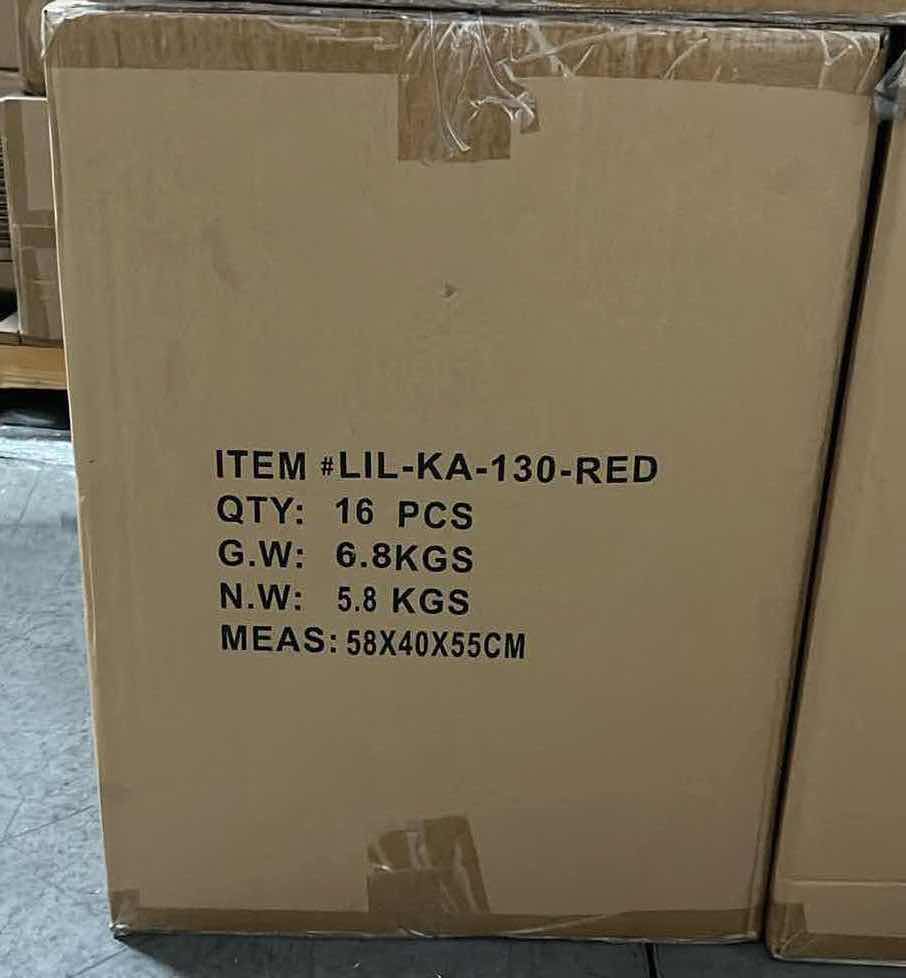 ITEM #LIL-KA-130-RED
QTY: 16 PCS
G.W: 6.8KGS
N.W: 5.8 KGS
MEAS: 58X40X55CM